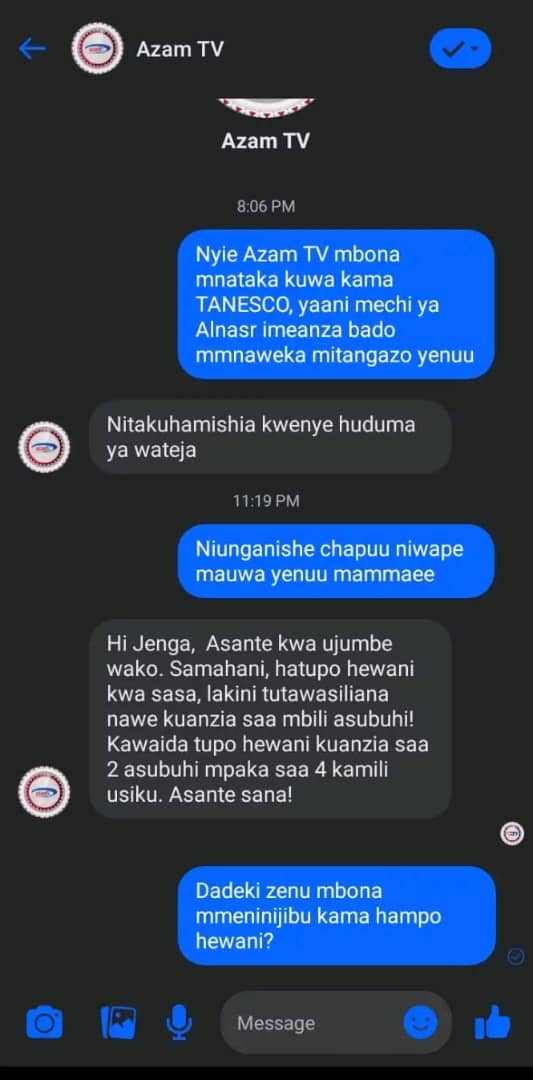 Azam TV
Azam TV
8:06 PM
Nyie Azam TV mbona
mnataka kuwa kama
TANESCO, yaani mechi ya
Alnasr imeanza bado
mmnaweka mitangazo yenuu
Nitakuhamishia kwenye huduma
ya wateja
11:19 PM
Niunganishe chapuu niwape
mauwa yenuu mammaee
Hi Jenga, Asante kwa ujumbe
wako. Samahani, hatupo hewani
kwa sasa, lakini tutawasiliana
nawe kuanzia saa mbili asubuhi!
Kawaida tupo hewani kuanzia saa
2 asubuhi mpaka saa 4 kamili
usiku. Asante sana!
Dadeki zenu mbona
mmeninijibu kama hampo
hewani?
Message